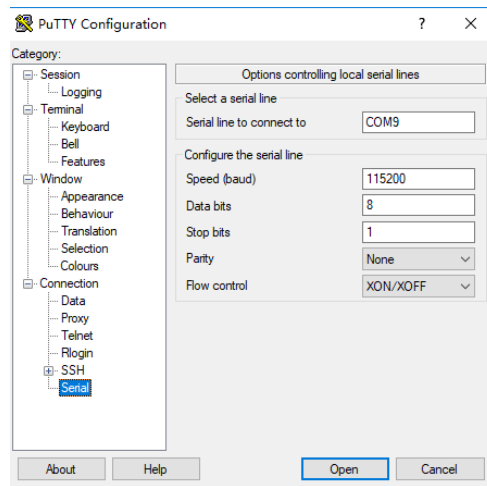 PuTTY Configuration ? ×
Category:
Session
Logging
Terminal
Keyboard
Bell
Features
Window
Appearance
Behaviour
Translation
Selection
Colours
Connection
Data
Proxy
Telnet
Rlogin
SSH
Serial
Options controlling local serial lines
Select a serial line
Serial line to connect to COM9
Configure the serial line
Speed (baud) 115200
Data bits 8
Stop bits 1
Parity None
Flow control XON/XOFF
About Help Open Cancel